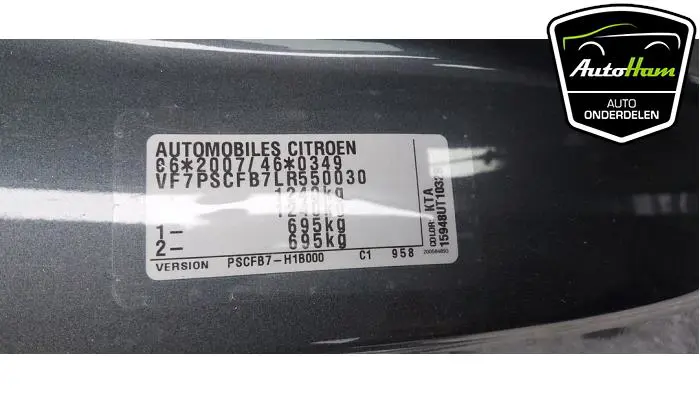 AutoHam
AUTO
ONDERDELEN
AUTOMOBILES CITROEN
e6*2007/46*0349
VF7PSCFB7LR550030
1240kg
1- 695kg
2- 695kg
VERSION PSCFB7-H1B000 C1 958
COLOR: KTA